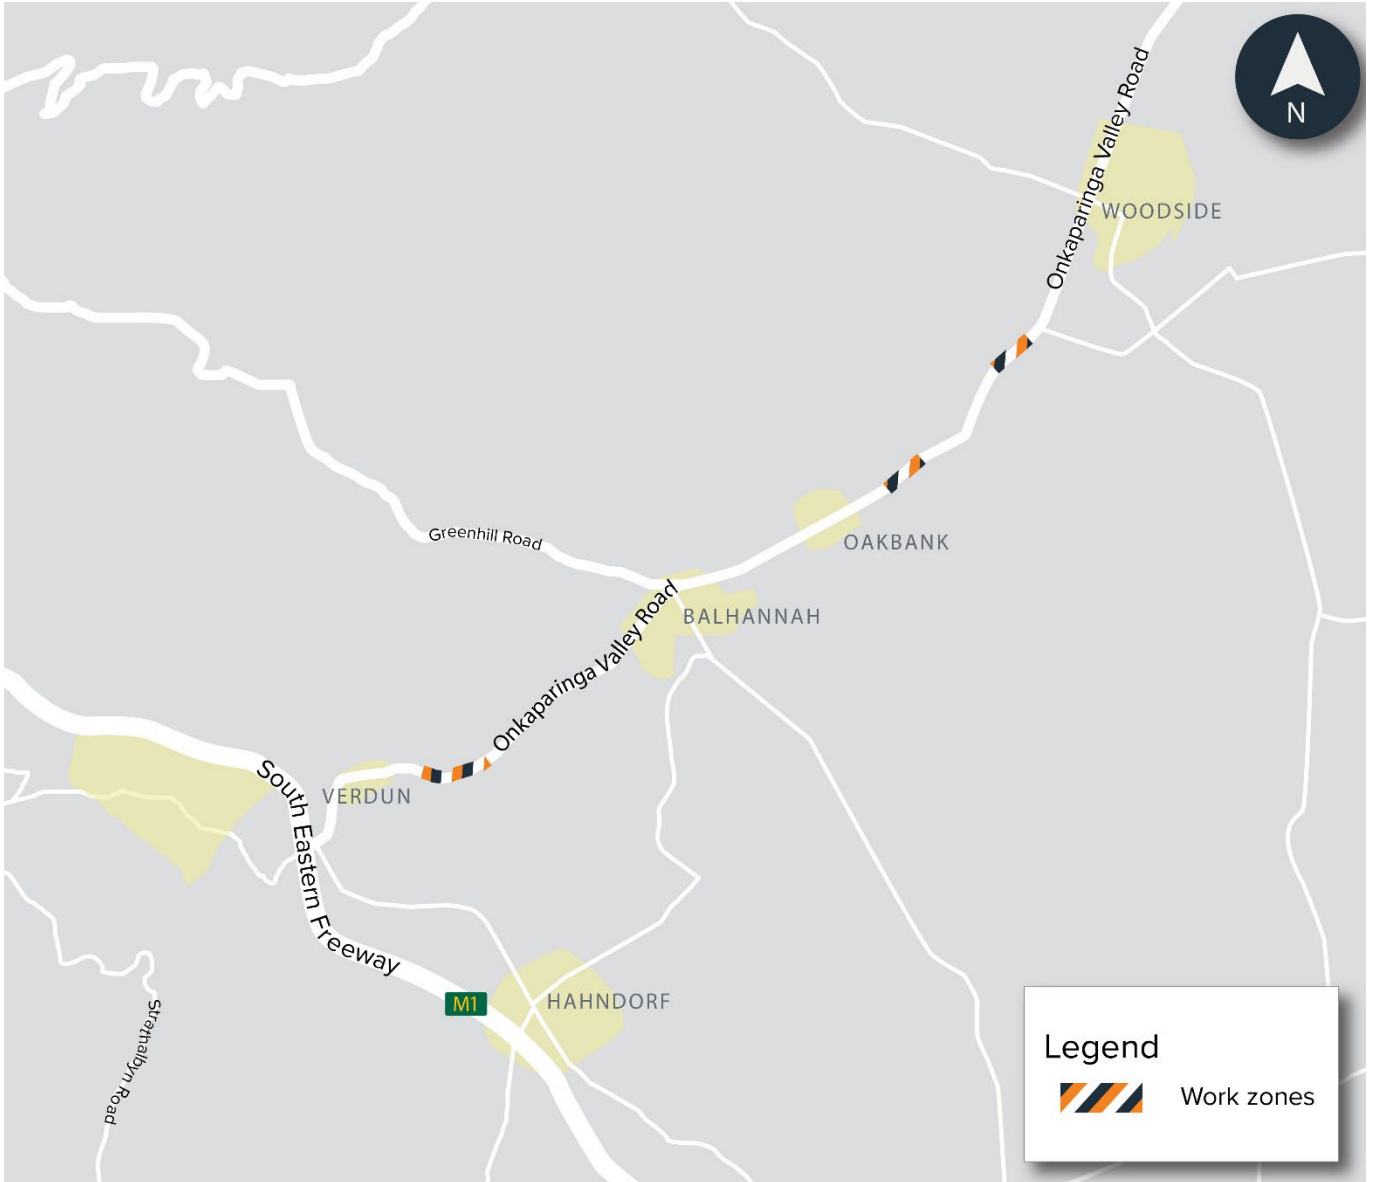 Onkaparinga Valley Road
N
WOODSIDE
Greenhill Road
OAKBANK
BALHANNAH
Onkaparinga Valley Road
South Eastern Freeway
VERDUN
M1
HAHNDORF
Strathalbyn Road
Legend
Work zones